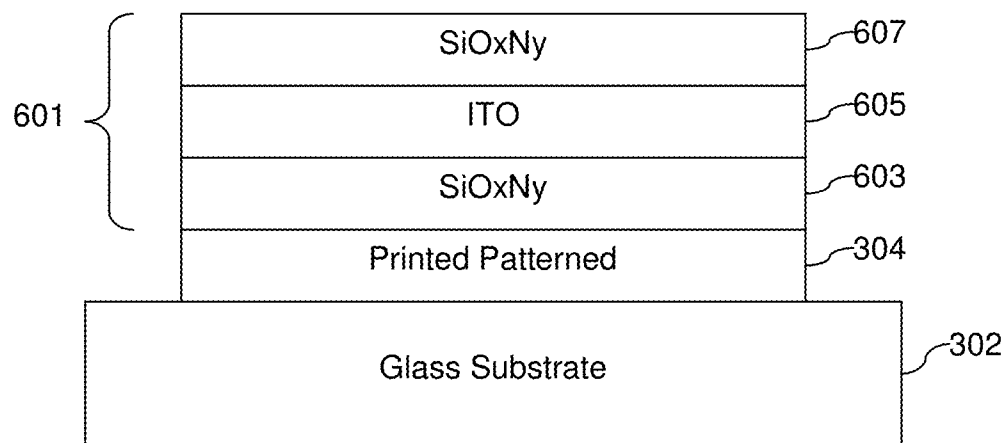 SiOxNy
607
601
ITO
605
SiOxNy
603
Printed Patterned
304
Glass Substrate
302